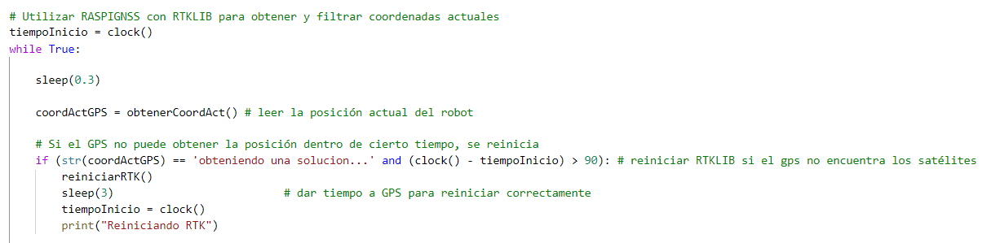 # Utilizar RASPIGNSS con RTKLIB para obtener y filtrar coordenadas actuales
tiempoInicio = clock()
while True:
sleep(0.3)
coordActGPS = obtenerCoordAct() # leer la posición actual del robot
# Si el GPS no puede obtener la posición dentro de cierto tiempo, se reinicia
if (str(coordActGPS) == 'obteniendo una solucion...' and (clock() - tiempoInicio) > 90): # reiniciar RTKLIB si el gps no encuentra los satélites
reiniciarRTK()
sleep(3) # dar tiempo a GPS para reiniciar correctamente
tiempoInicio = clock()
print("Reiniciando RTK")